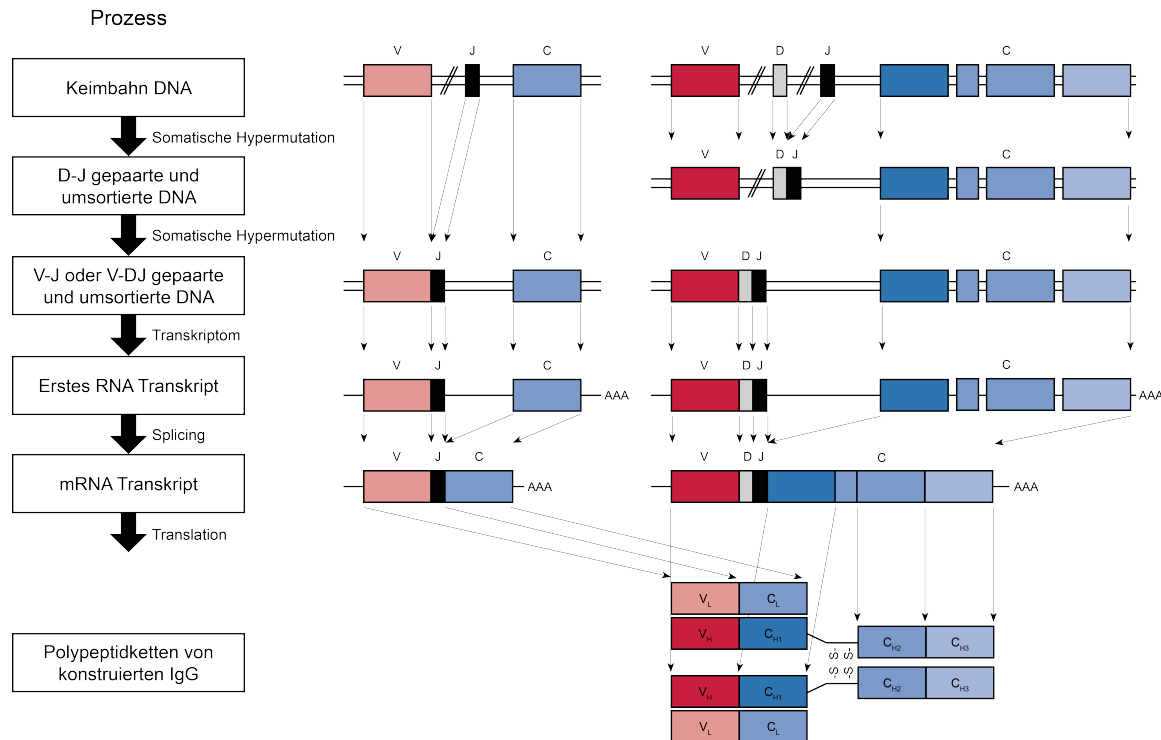 Prozess
Keimbahn DNA
Somatische Hypermutation
D-J gepaarte und
umsortierte DNA
Somatische Hypermutation
V-J oder V-DJ gepaarte
und umsortierte DNA
Transkriptom
Erstes RNA Transkript
Splicing
mRNA Transkript
Translation
Polypeptidketten von
konstruierten IgG
V J C
V D J C
V D J C
V J C
V D J C
V J C AAA
V D J C AAA
V J C AAA
V D J C AAA
VL CL
VH CH1
CH2 CH3
-S-
-S-
CH2 CH3
VH CH1
VL CL